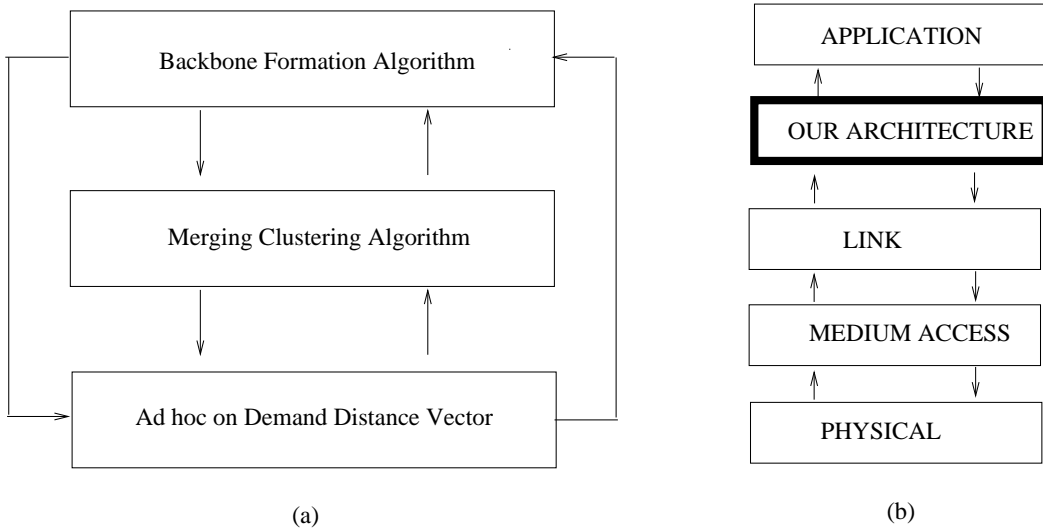 Backbone Formation Algorithm
Merging Clustering Algorithm
Ad hoc on Demand Distance Vector
(a)
APPLICATION
OUR ARCHITECTURE
LINK
MEDIUM ACCESS
PHYSICAL
(b)